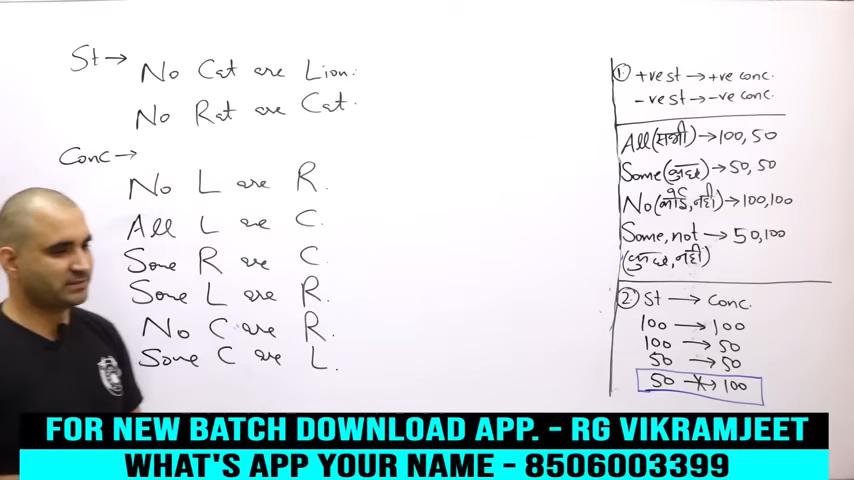 St → No Cat are Lion.
No Rat are Cat.
Conc →
No L are R.
All L are C.
Some R are C.
Some L are R.
No C are R.
Some C are L.
1. +ve st → +ve conc.
-ve st → -ve conc.
All (सभी) → 100, 50
Some (कुछ) → 50, 50
No (कोई, नहीं) → 100, 100
Some, not → 50, 100
(कुछ, नहीं)
2. St → Conc.
100 → 100
100 → 50
50 → 50
50 → 100
FOR NEW BATCH DOWNLOAD APP. - RG VIKRAMJEET
WHAT'S APP YOUR NAME - 8506003399